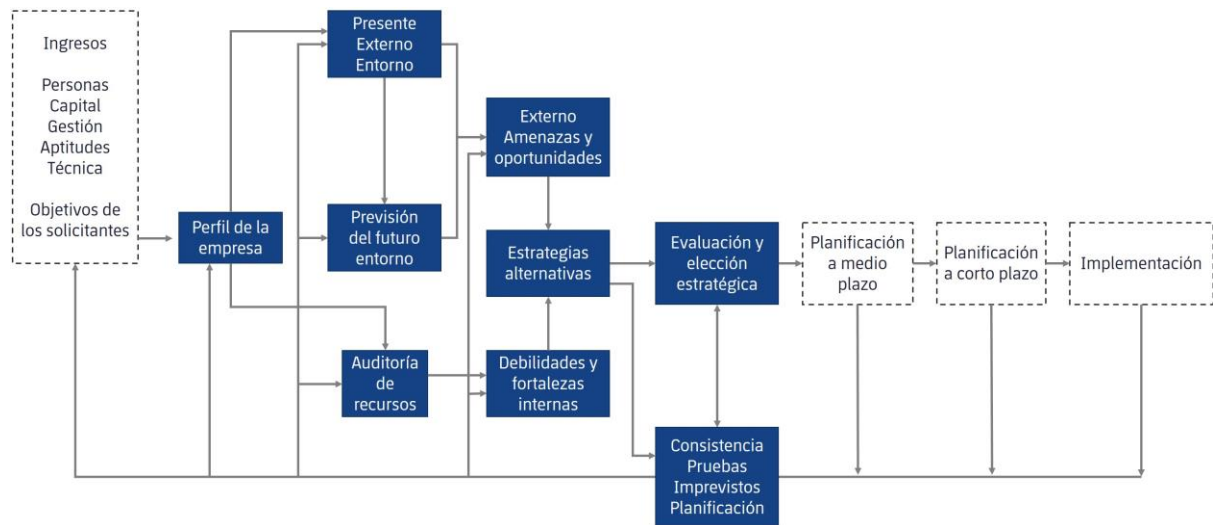 Ingresos
Personas
Capital
Gestión
Aptitudes
Técnica
Objetivos de
los solicitantes
Perfil de la
empresa
Presente
Externo
Entorno
Previsión
del futuro
entorno
Auditoría
de
recursos
Externo
Amenazas y
oportunidades
Estrategias
alternativas
Debilidades y
fortalezas
internas
Evaluación y
elección
estratégica
Consistencia
Pruebas
Imprevistos
Planificación
Planificación
a medio
plazo
Planificación
a corto plazo
Implementación